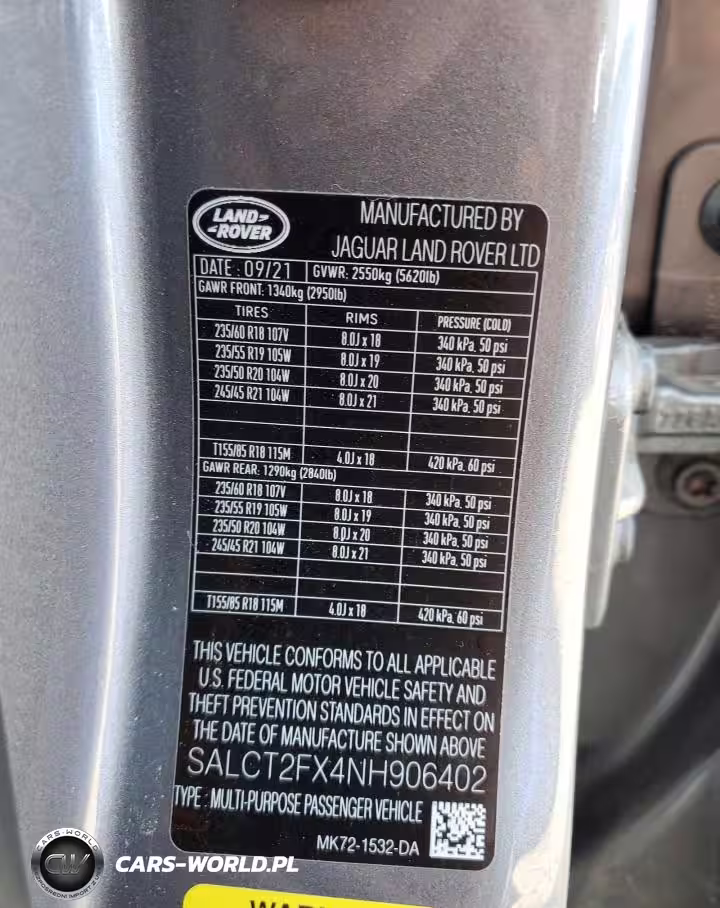 LAND-
-ROVER
MANUFACTURED BY
JAGUAR LAND ROVER LTD
DATE : 09/21 GVWR: 2550kg (5620lb)
GAWR FRONT: 1340kg (2950lb)
TIRES RIMS PRESSURE (COLD)
235/60 R18 107V 8.0J x 18 340 kPa, 50 psi
235/55 R19 105W 8.0J x 19 340 kPa, 50 psi
235/50 R20 104W 8.0J x 20 340 kPa, 50 psi
245/45 R21 104W 8.0J x 21 340 kPa, 50 psi
T155/85 R18 115M 4.0J x 18 420 kPa, 60 psi
GAWR REAR: 1290kg (2840lb)
235/60 R18 107V 8.0J x 18 340 kPa, 50 psi
235/55 R19 105W 8.0J x 19 340 kPa, 50 psi
235/50 R20 104W 8.0J x 20 340 kPa, 50 psi
245/45 R21 104W 8.0J x 21 340 kPa, 50 psi
T155/85 R18 115M 4.0J x 18 420 kPa, 60 psi
THIS VEHICLE CONFORMS TO ALL APPLICABLE
U.S. FEDERAL MOTOR VEHICLE SAFETY AND
THEFT PREVENTION STANDARDS IN EFFECT ON
THE DATE OF MANUFACTURE SHOWN ABOVE
SALCT2FX4NH906402
TYPE : MULTI-PURPOSE PASSENGER VEHICLE
MK72-1532-DA
CARS-WORLD
CW
CARS-WORLD.PL